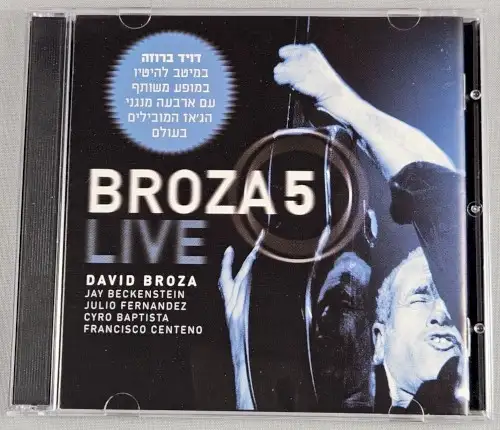 דויד ברוזה
במיטב להיטיו
במופע משותף
עם ארבעה מנגני
הג׳אז המובילים
בעולם
BROZA 5
LIVE
DAVID BROZA
JAY BECKENSTEIN
JULIO FERNANDEZ
CYRO BAPTISTA
FRANCISCO CENTENO